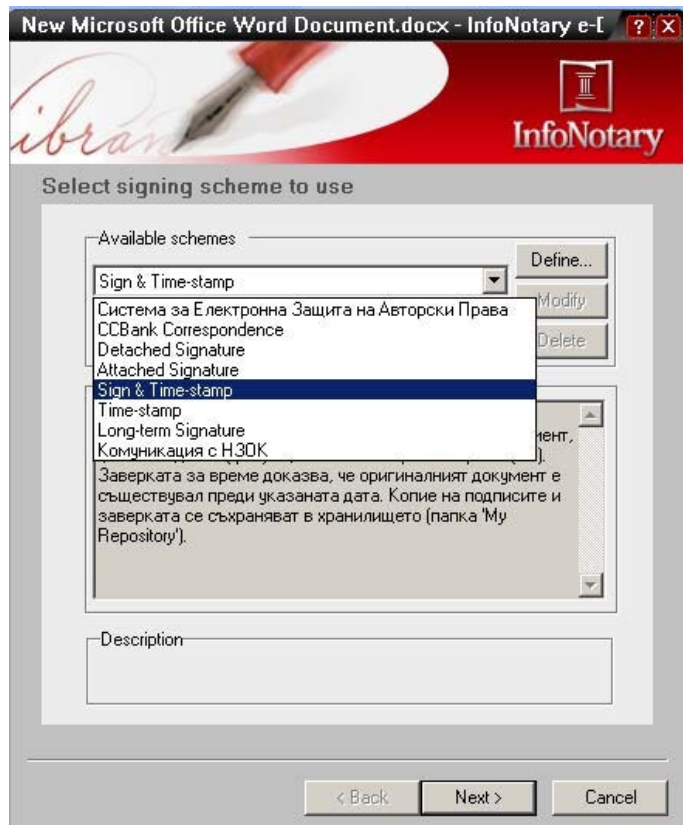 New Microsoft Office Word Document.docx - InfoNotary e-
InfoNotary
Select signing scheme to use
Available schemes
Define...
Sign & Time-stamp
Modify
Система за Електронна Защита на Авторски Права
CCBank Correspondence
Delete
Detached Signature
Attached Signature
Sign & Time-stamp
Time-stamp
Long-term Signature
Комуникация с НЗОК
Заверката за време доказва, че оригиналният документ е
съществувал преди указаната дата. Копие на подписите и
заверката се съхраняват в хранилището (папка 'My
Repository').
Description
< Back
Next >
Cancel